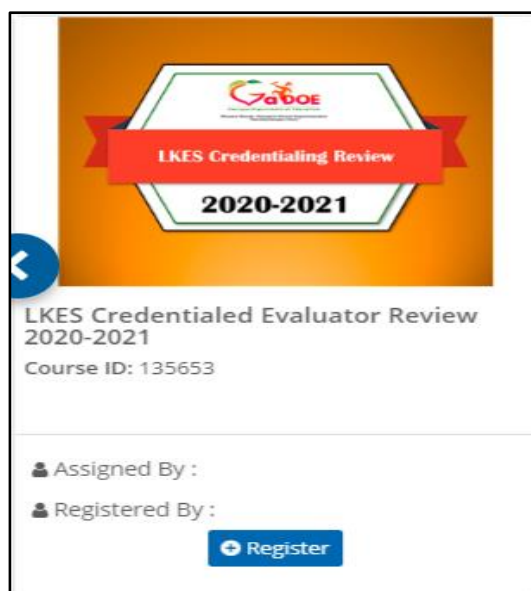 GaDOE
LKES Credentialing Review
2020-2021
LKES Credentialed Evaluator Review
2020-2021
Course ID: 135653
Assigned By :
Registered By :
Register